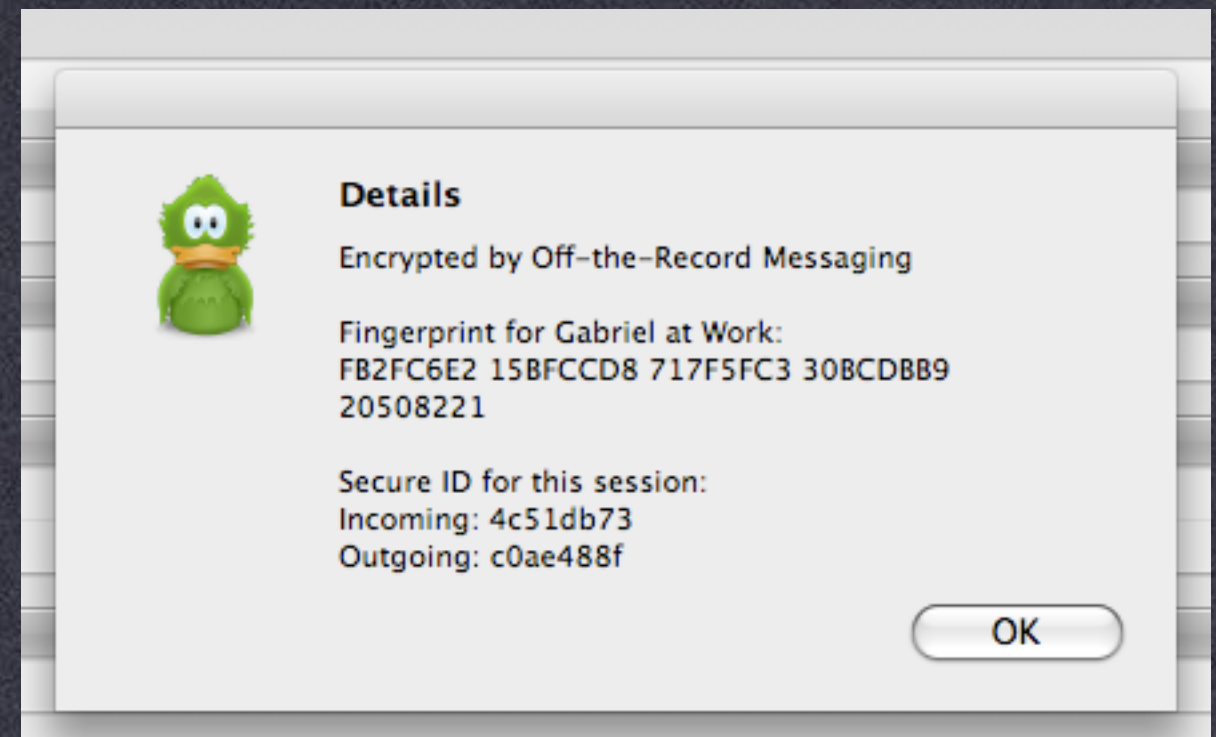 Details
Encrypted by Off-the-Record Messaging
Fingerprint for Gabriel at Work:
FB2FC6E2 15BFCCD8 717F5FC3 30BCDBB9
20508221
Secure ID for this session:
Incoming: 4c51db73
Outgoing: c0ae488f
OK